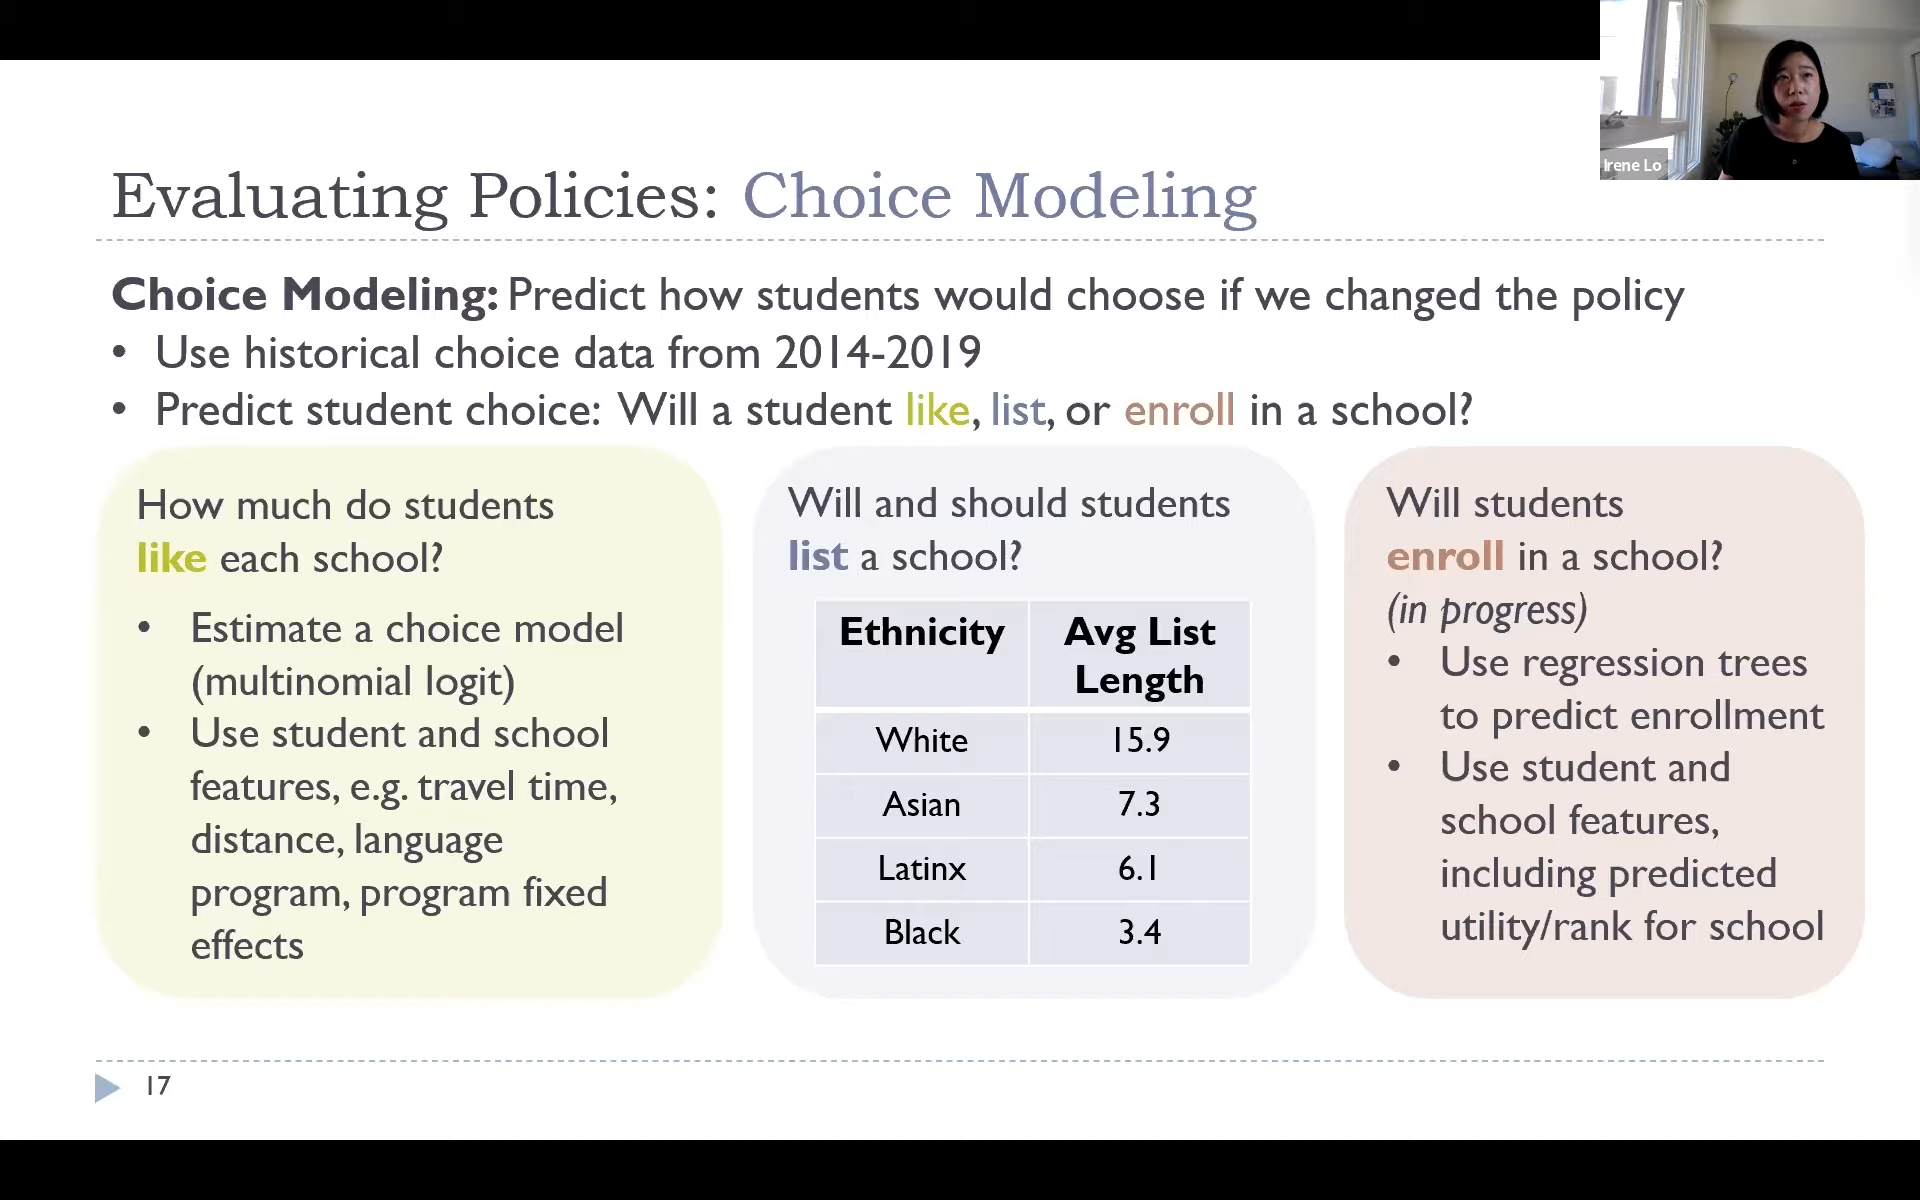 Irene Lo
Evaluating Policies: Choice Modeling
Choice Modeling: Predict how students would choose if we changed the policy
• Use historical choice data from 2014-2019
• Predict student choice: Will a student like, list, or enroll in a school?
How much do students
like each school?
• Estimate a choice model
(multinomial logit)
• Use student and school
features, e.g. travel time,
distance, language
program, program fixed
effects
Will and should students
list a school?
Ethnicity Avg List
Length
White 15.9
Asian 7.3
Latinx 6.1
Black 3.4
Will students
enroll in a school?
(in progress)
• Use regression trees
to predict enrollment
• Use student and
school features,
including predicted
utility/rank for school
17